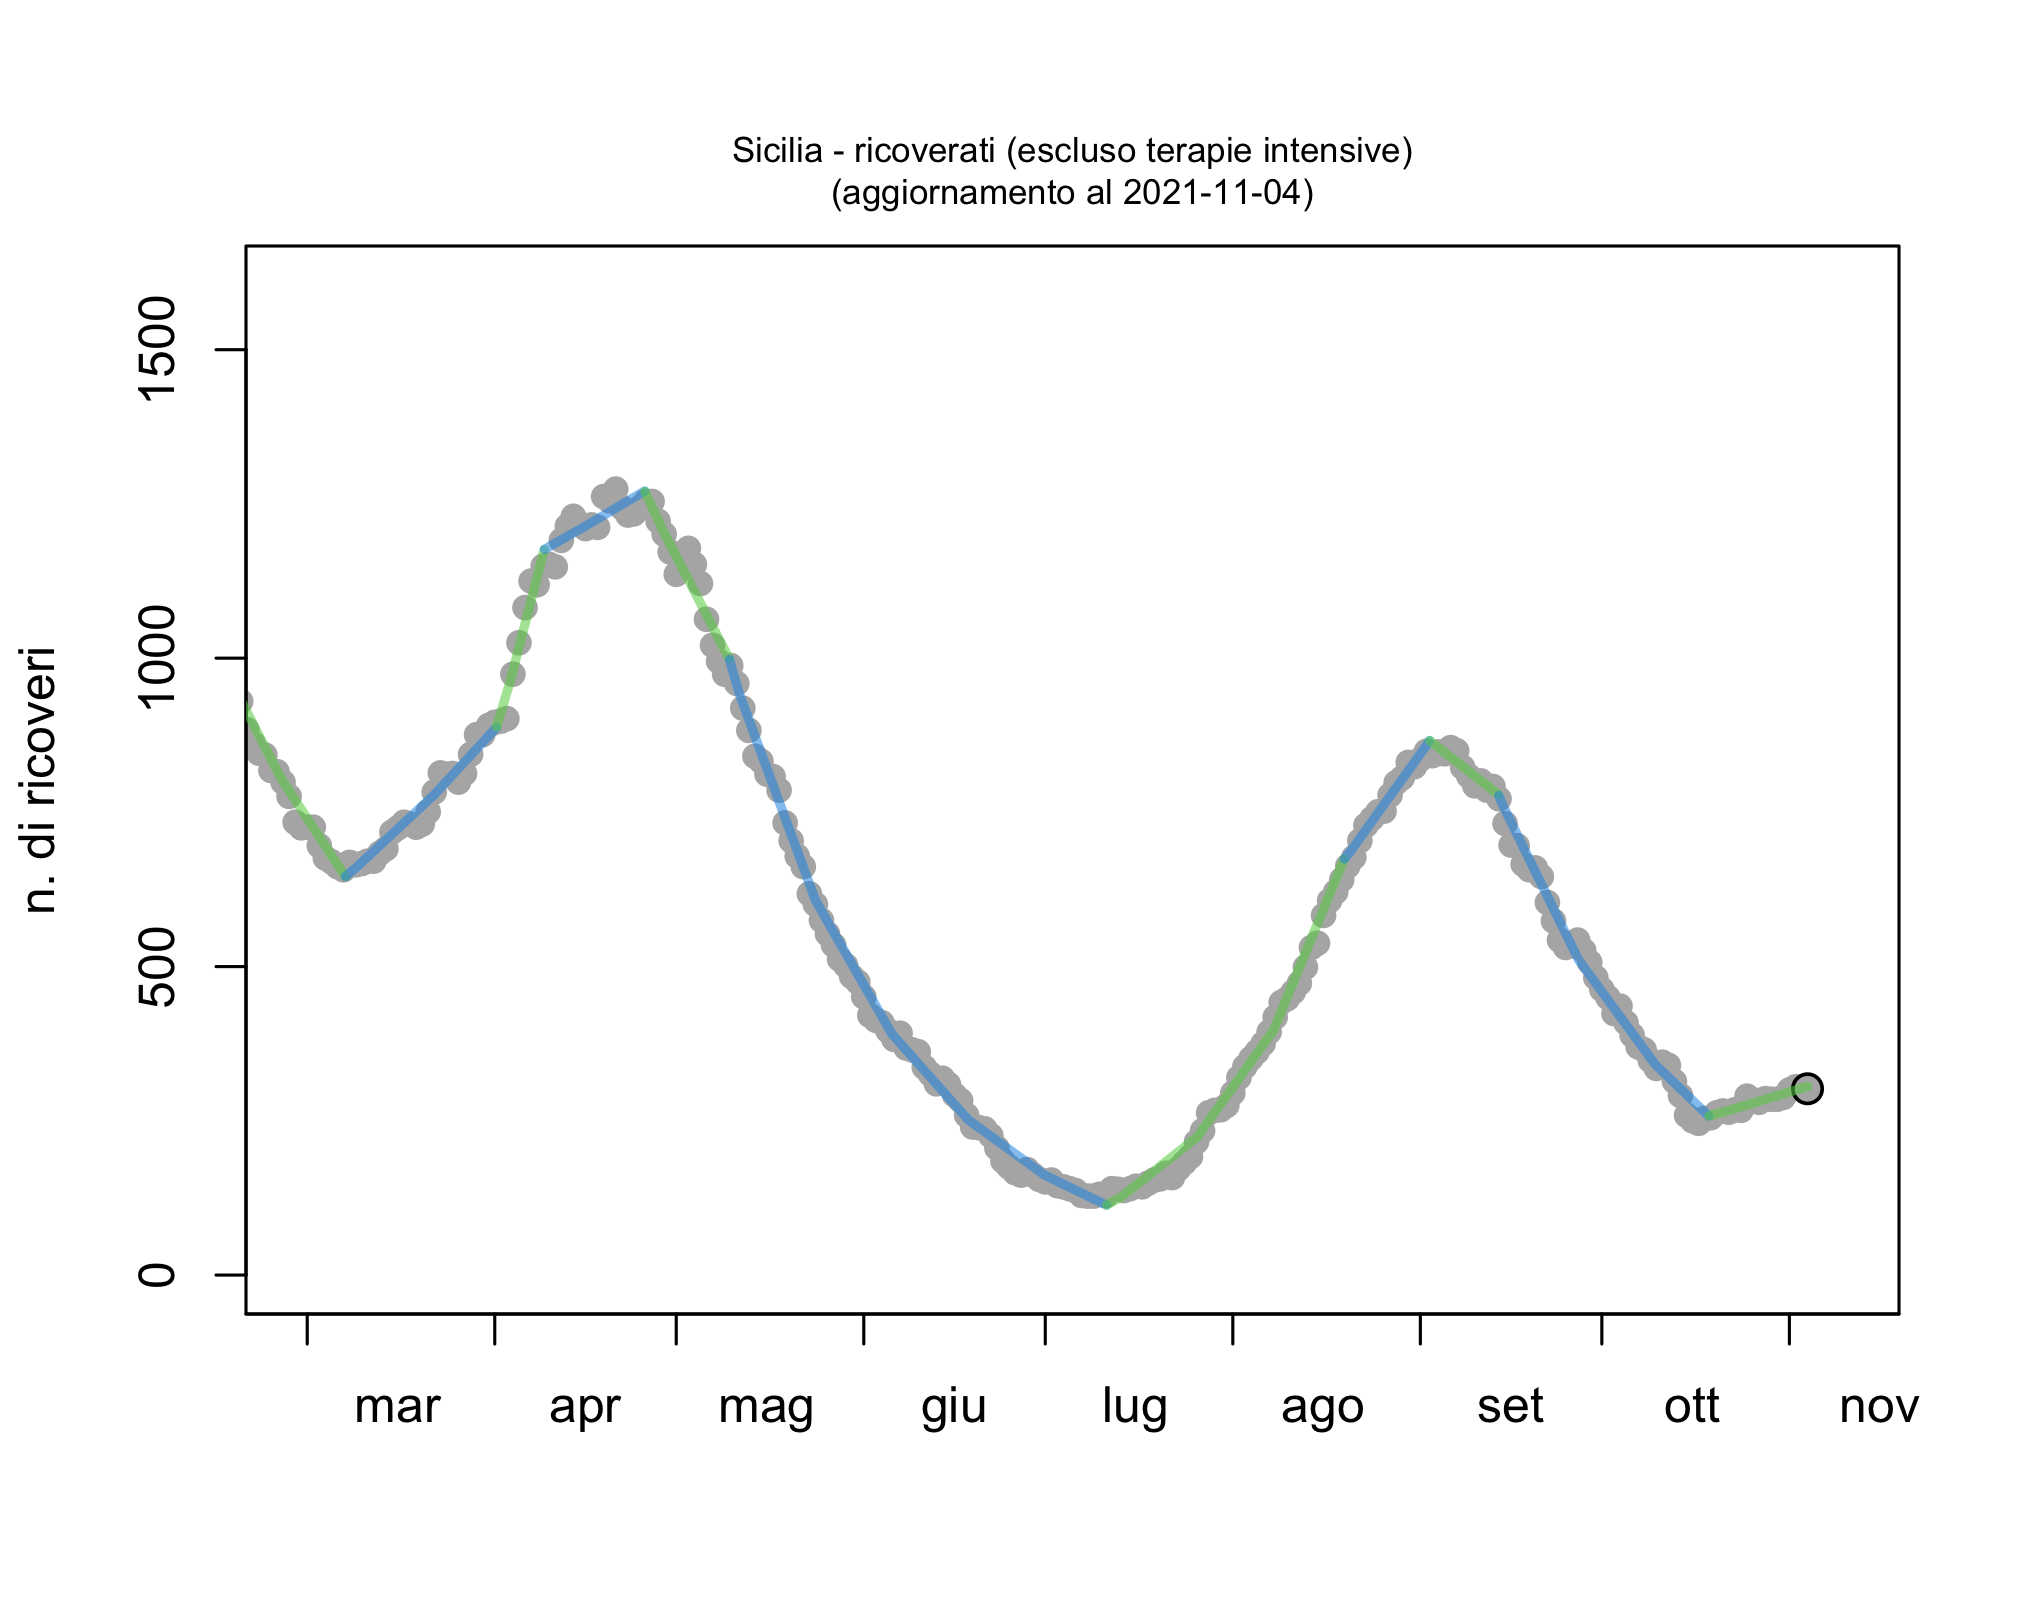 Sicilia - ricoverati (escluso terapie intensive)
(aggiornamento al 2021-11-04)
n. di ricoveri
1500
1000
500
0
mar apr mag giu lug ago set ott nov